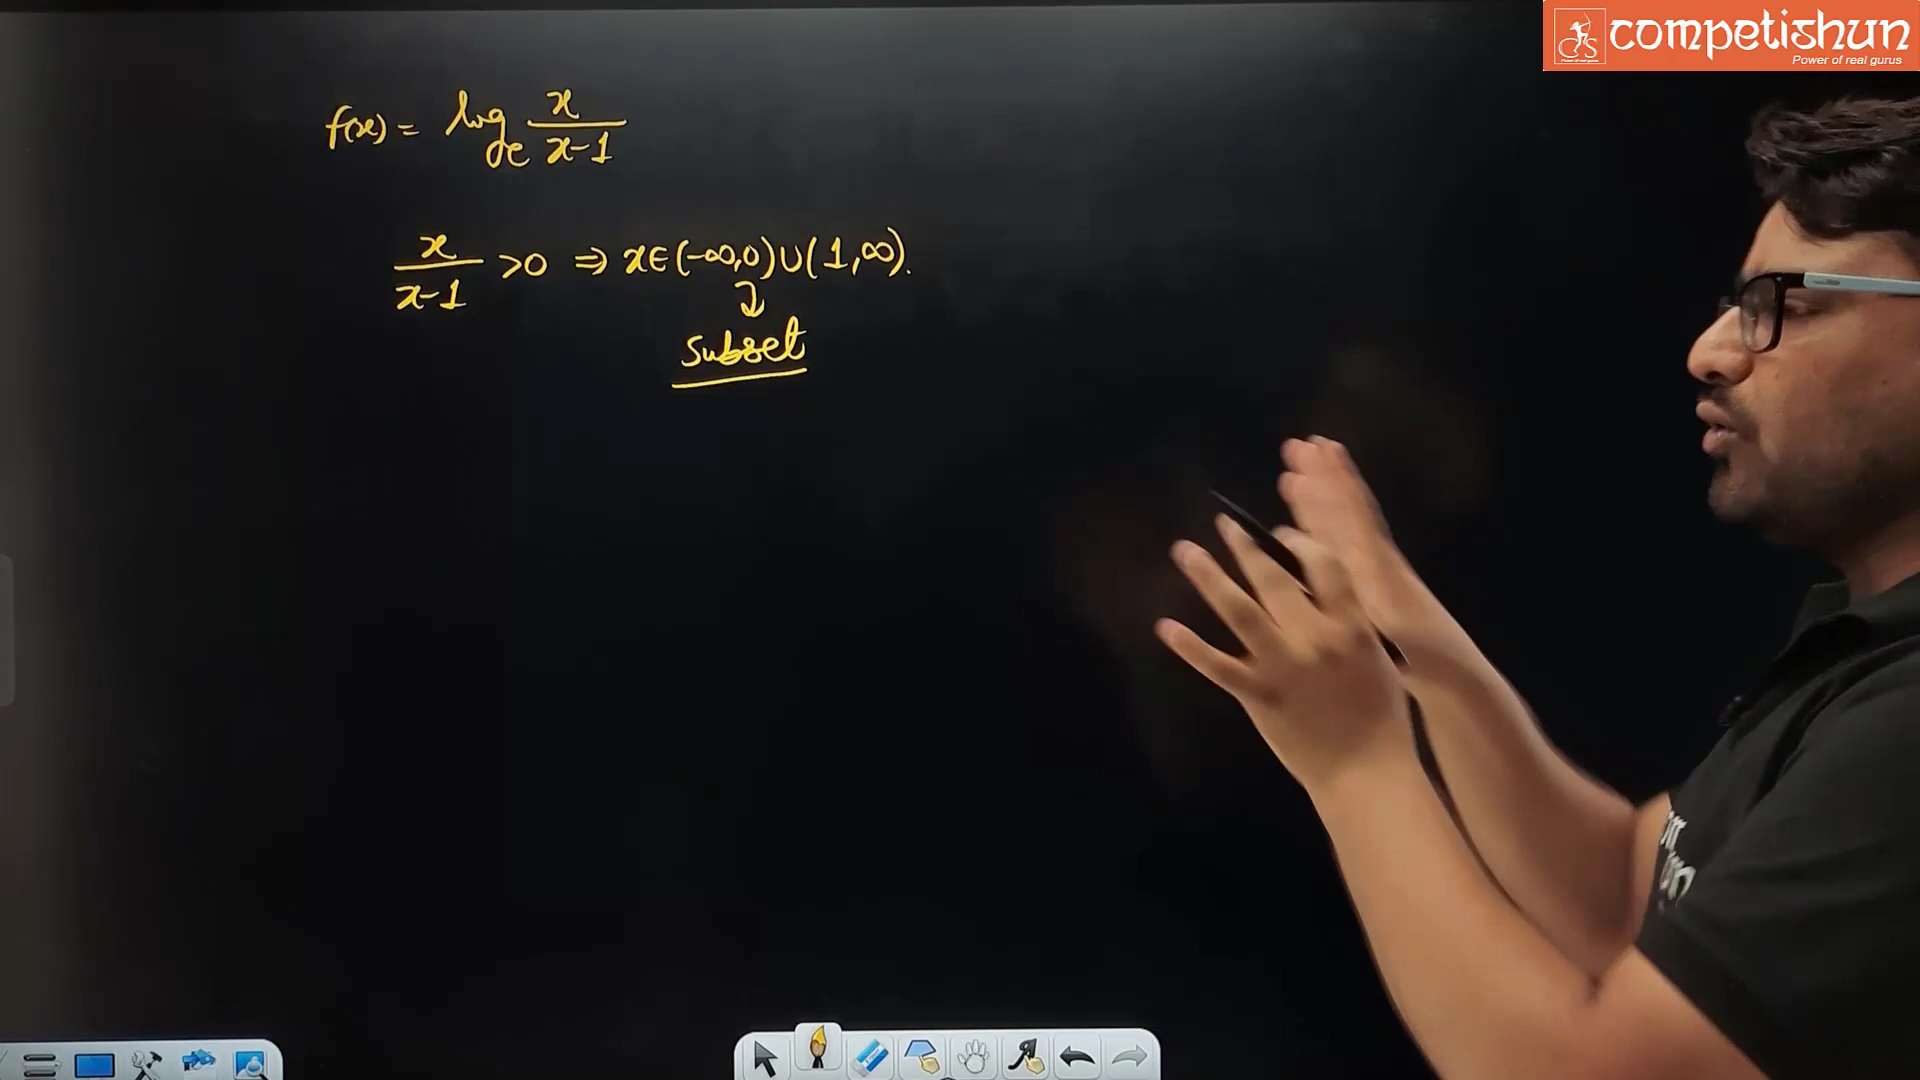 competishun
Power of real gurus
f(x) = log_e x/(x-1)
x/(x-1) >0 ⇒ x∈(-∞,0)∪(1,∞).
Subset